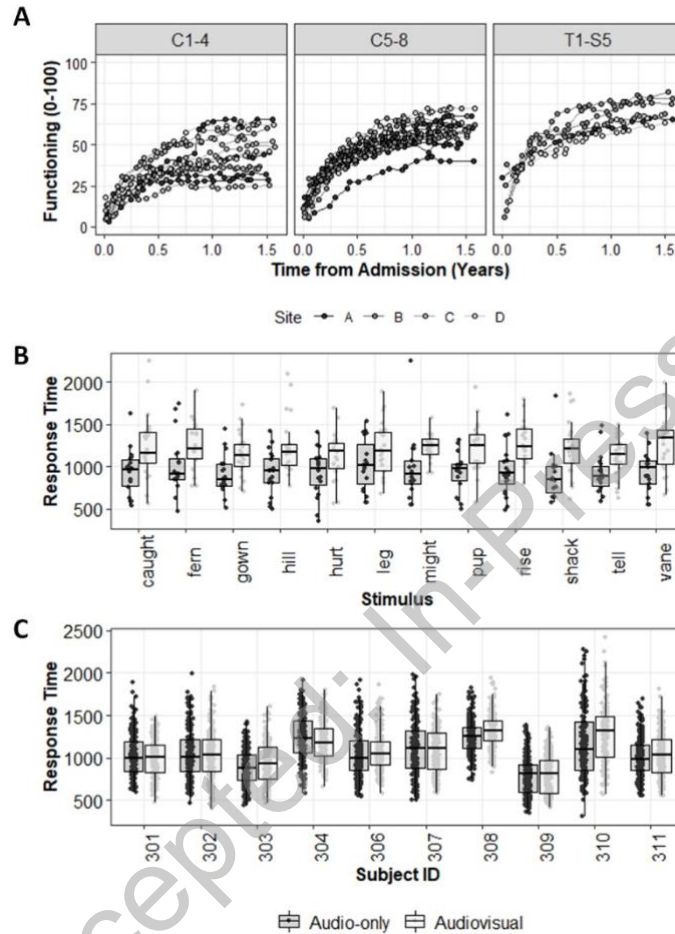 A
C1-4 C5-8 T1-S5
Functioning (0-100)
100
75
50
25
0
0.0 0.5 1.0 1.5 0.0 0.5 1.0 1.5 0.0 0.5 1.0 1.5
Time from Admission (Years)
Site A B C D
B
Response Time
2000
1500
1000
500
caught fern gown hill hurt leg might pup rise shack tell vane
Stimulus
C
Response Time
2500
2000
1500
1000
500
301 302 303 304 306 307 308 309 310 311
Subject ID
Audio-only Audiovisual
cepted; In-Press